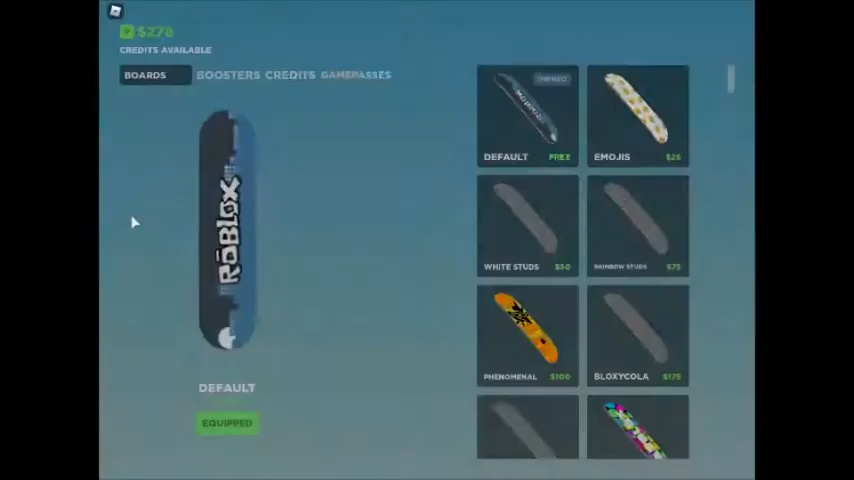 $278
CREDITS AVAILABLE
BOARDS BOOSTERS CREDITS GAMEPASSES
ROBLOX
DEFAULT
EQUIPPED
OWNED
DEFAULT FREE
EMOJIS $25
WHITE STUDS $50
RAINBOW STUDS $75
PHENOMENAL $100
BLOXYCOLA $175